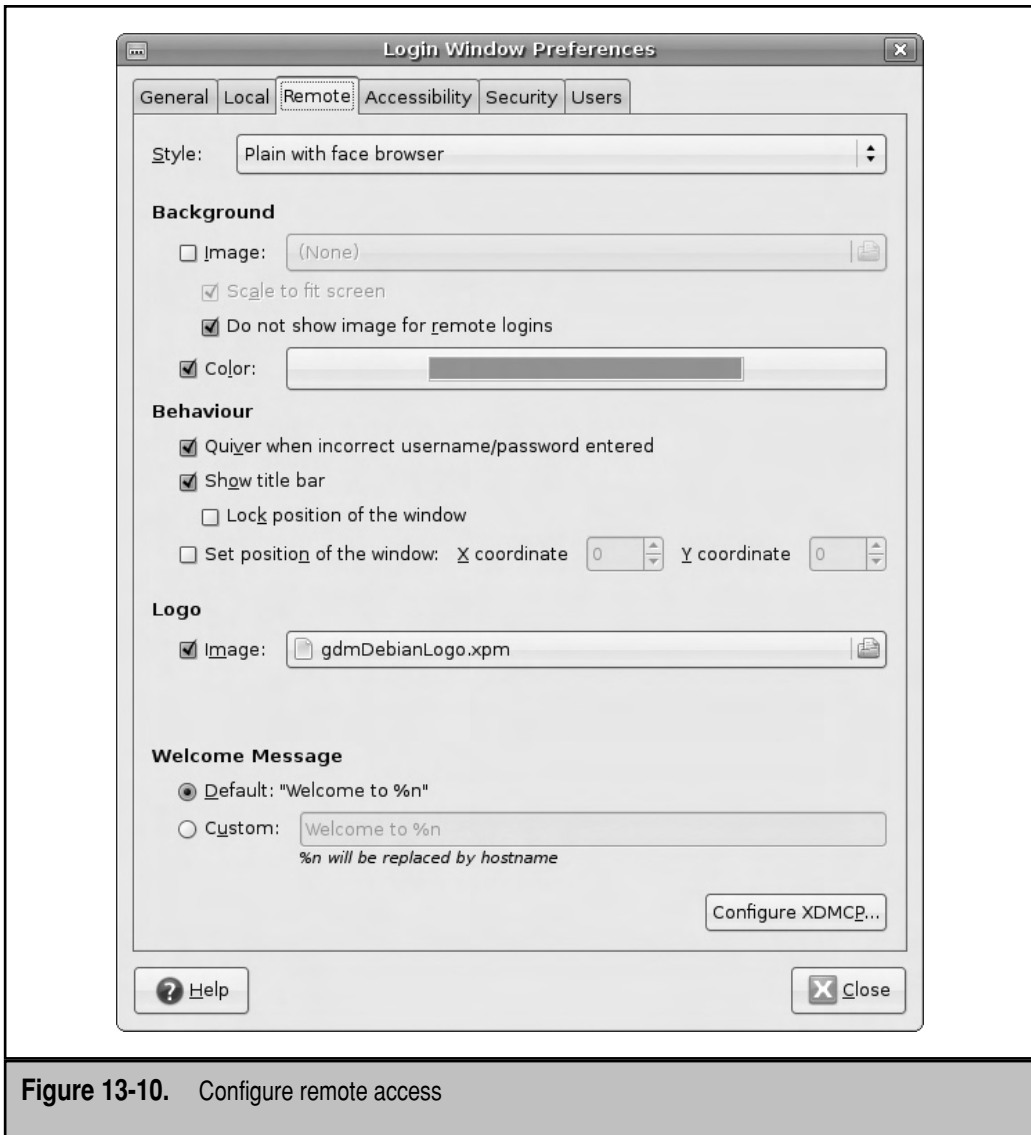 Login Window Preferences
General Local Remote Accessibility Security Users
Style: Plain with face browser
Background
Image: (None)
Scale to fit screen
Do not show image for remote logins
Color:
Behaviour
Quiver when incorrect username/password entered
Show title bar
Lock position of the window
Set position of the window: X coordinate 0 Y coordinate 0
Logo
Image: gdmDebianLogo.xpm
Welcome Message
Default: "Welcome to %n"
Custom: Welcome to %n
%n will be replaced by hostname
Configure XDMCP...
Help Close
Figure 13-10. Configure remote access